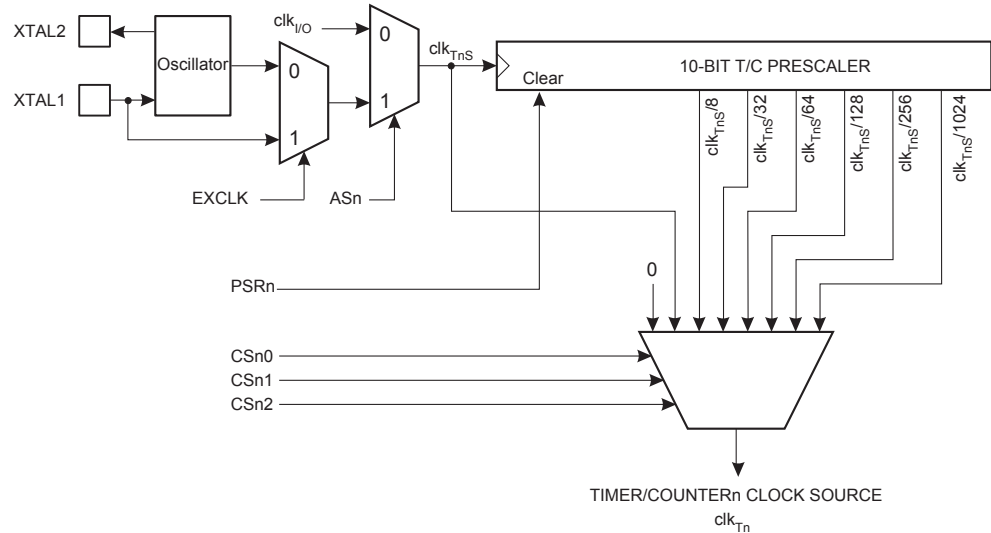 XTAL2
XTAL1
Oscillator
0
1
EXCLK
clkI/O
0
1
ASn
clkTnS
10-BIT T/C PRESCALER
Clear
clkTnS/8
clkTnS/32
clkTnS/64
clkTnS/128
clkTnS/256
clkTnS/1024
PSRn
0
CSn0
CSn1
CSn2
TIMER/COUNTERn CLOCK SOURCE
clkTn